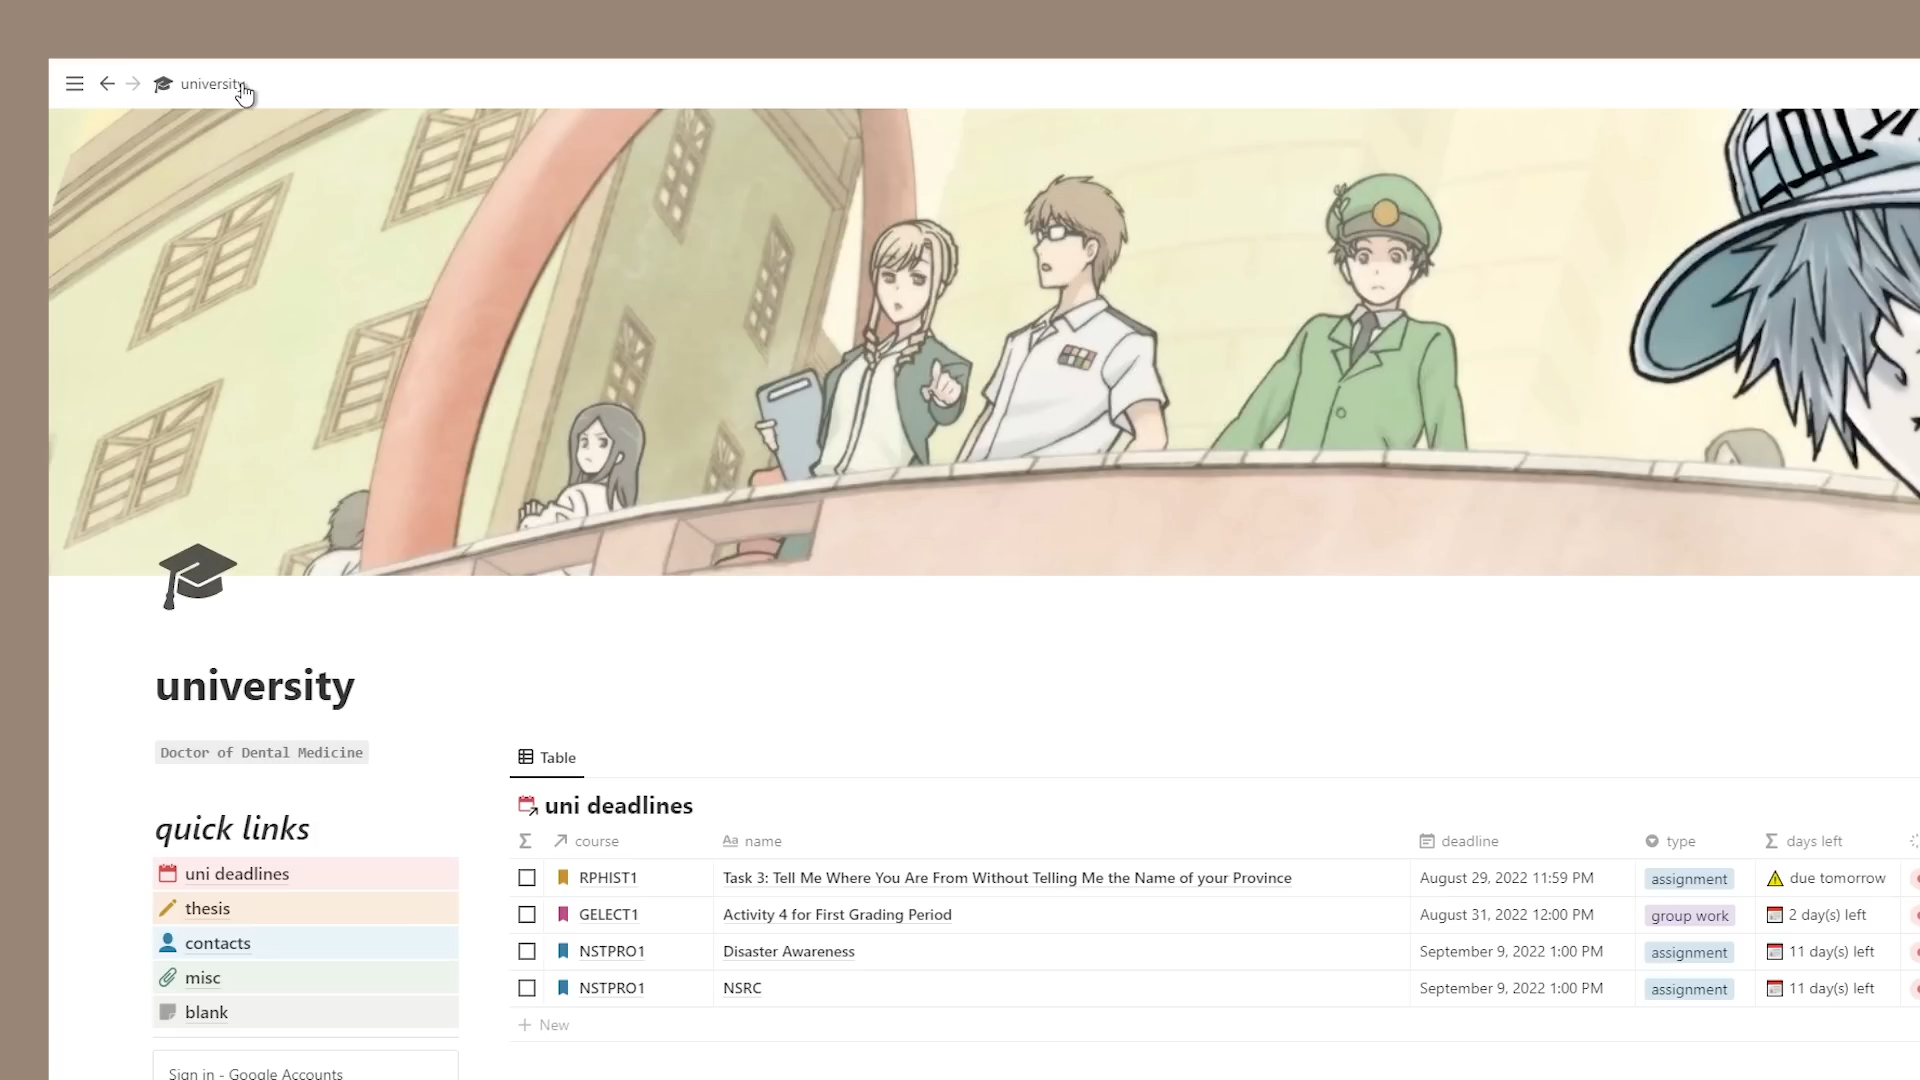 university
university
Doctor of Dental Medicine
quick links
uni deadlines
thesis
contacts
misc
blank
Sign in - Google Accounts
Table
uni deadlines
Σ course Aa name deadline type Σ days left
RPHIST1 Task 3: Tell Me Where You Are From Without Telling Me the Name of your Province August 29, 2022 11:59 PM assignment due tomorrow
GELECT1 Activity 4 for First Grading Period August 31, 2022 12:00 PM group work 2 day(s) left
NSTPRO1 Disaster Awareness September 9, 2022 1:00 PM assignment 11 day(s) left
NSTPRO1 NSRC September 9, 2022 1:00 PM assignment 11 day(s) left
+ New